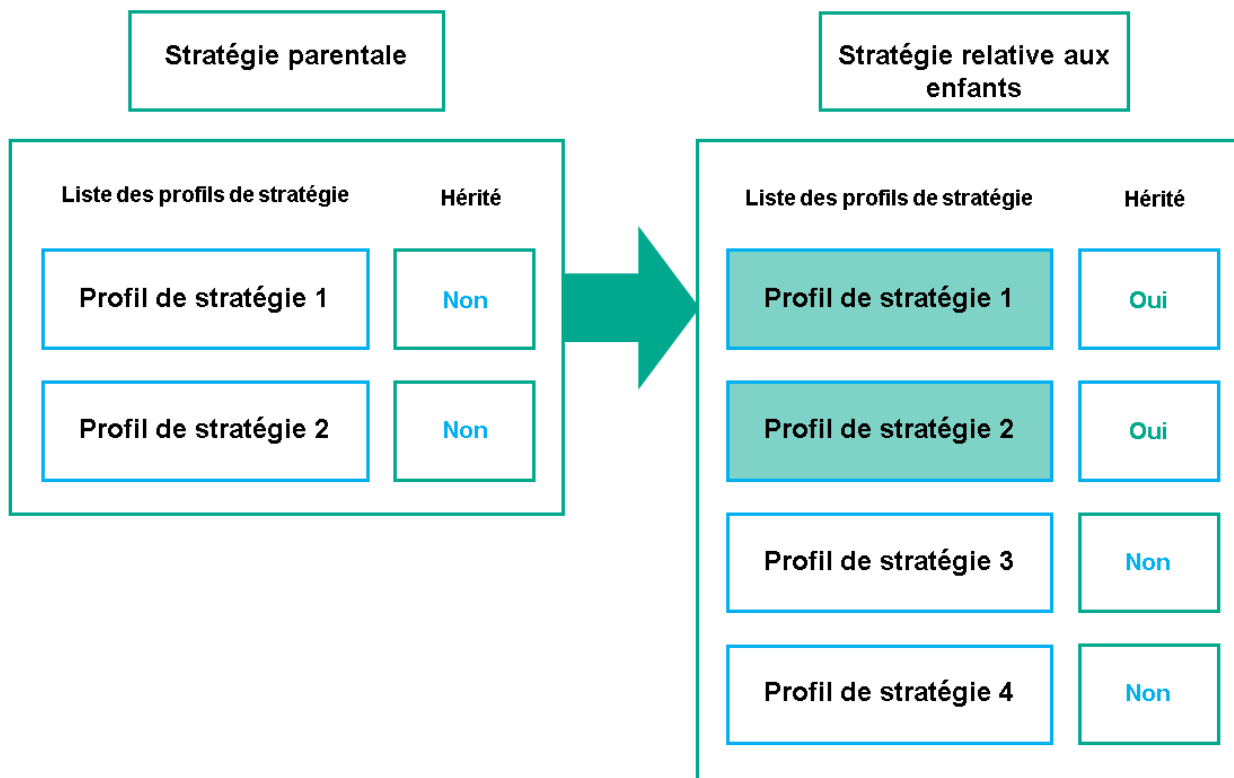 Stratégie parentale
Liste des profils de stratégie Hérité
Profil de stratégie 1 Non
Profil de stratégie 2 Non
Stratégie relative aux
enfants
Liste des profils de stratégie Hérité
Profil de stratégie 1 Oui
Profil de stratégie 2 Oui
Profil de stratégie 3 Non
Profil de stratégie 4 Non